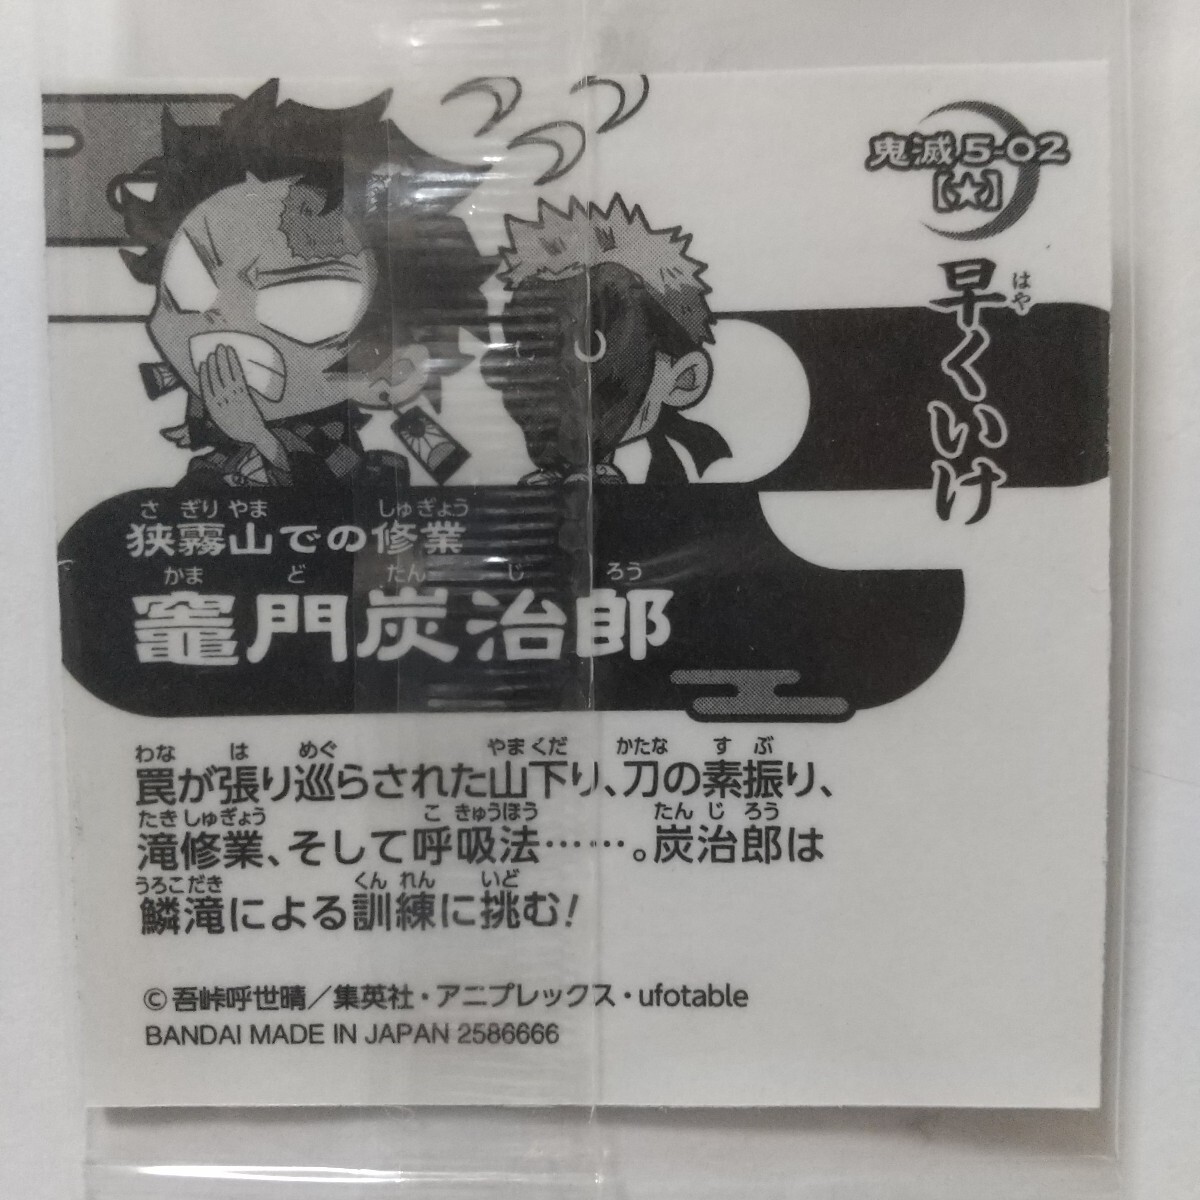 鬼滅5-02
【☆】
はや
早くいけ
さぎりやま しゅぎょう
狭霧山での修業
かまどたんじろう
竈門炭治郎
わな は めぐ やまくだ かたな すぶ
罠が張り巡らされた山下り、刀の素振り、
たきしゅぎょう こきゅうほう たんじろう
滝修業、そして呼吸法……。炭治郎は
うろこだき くんれん いど
鱗滝による訓練に挑む!
©吾峠呼世晴／集英社・アニプレックス・ufotable
BANDAI MADE IN JAPAN 2586666